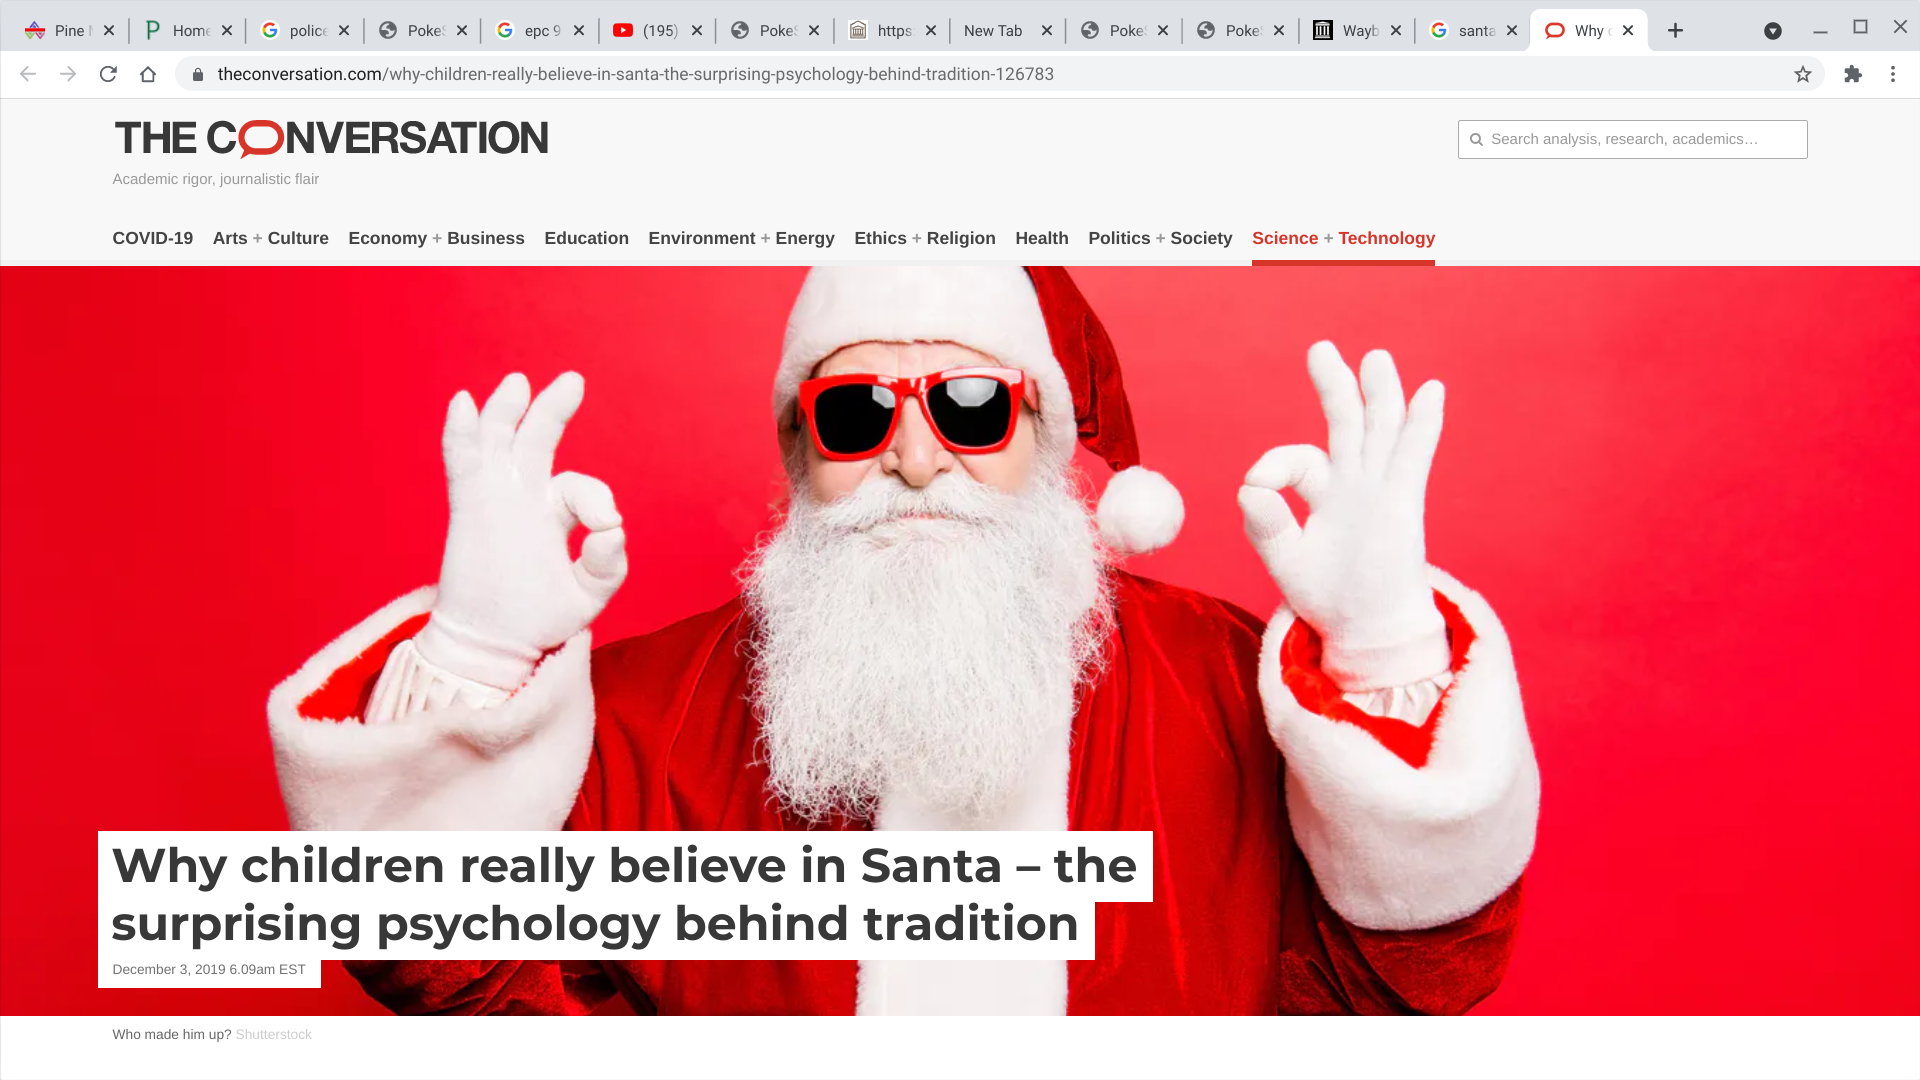 Pine
Home
police
Poke
epc 9
(195)
Poke
https
New Tab
Poke
Poke
Wayb
santa
Why
theconversation.com/why-children-really-believe-in-santa-the-surprising-psychology-behind-tradition-126783
THE CONVERSATION
Search analysis, research, academics…
Academic rigor, journalistic flair
COVID-19 Arts + Culture Economy + Business Education Environment + Energy Ethics + Religion Health Politics + Society Science + Technology
Why children really believe in Santa – the
surprising psychology behind tradition
December 3, 2019 6.09am EST
Who made him up? Shutterstock